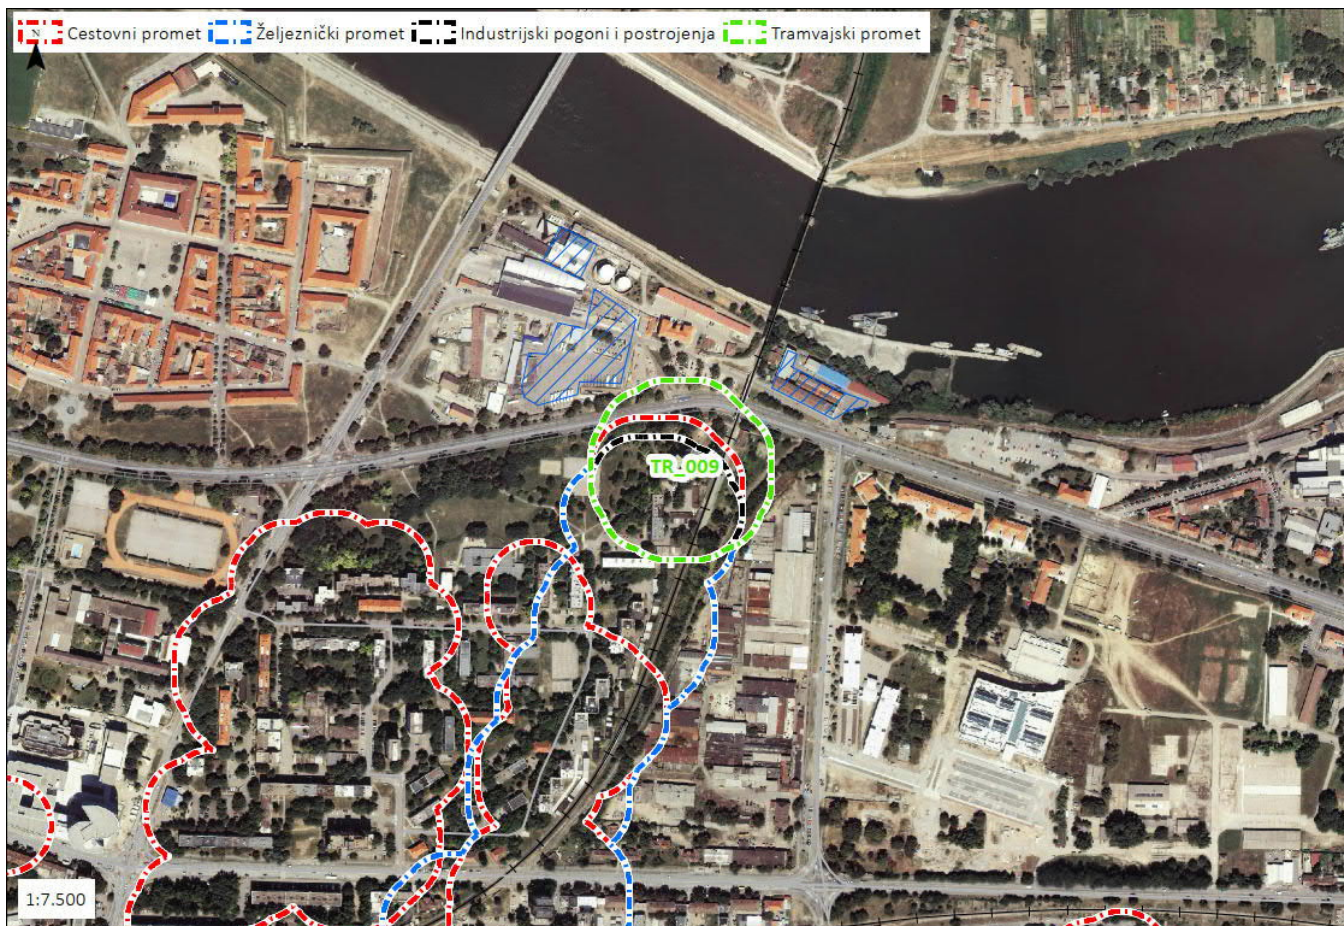 N Cestovni promet Željeznički promet Industrijski pogoni i postrojenja Tramvajski promet
TR_009
1:7.500